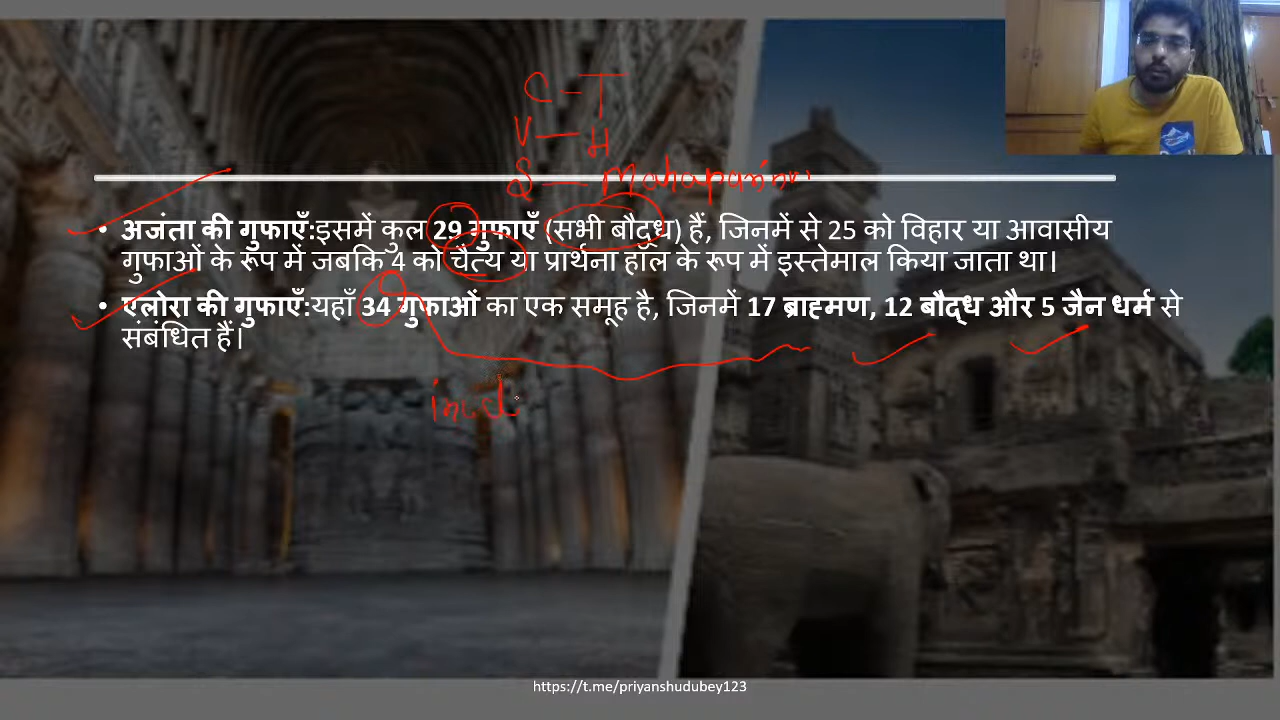 C - T
V - H
S -
• अजंता की गुफाएँ:इसमें कुल 29 गुफाएँ (सभी बौद्ध) हैं, जिनमें से 25 को विहार या आवासीय
गुफाओं के रूप में जबकि 4 को चैत्य या प्रार्थना हॉल के रूप में इस्तेमाल किया जाता था।
• एलोरा की गुफाएँ:यहाँ 34 गुफाओं का एक समूह है, जिनमें 17 ब्राह्मण, 12 बौद्ध और 5 जैन धर्म से
संबंधित हैं।
https://t.me/priyanshudubey123